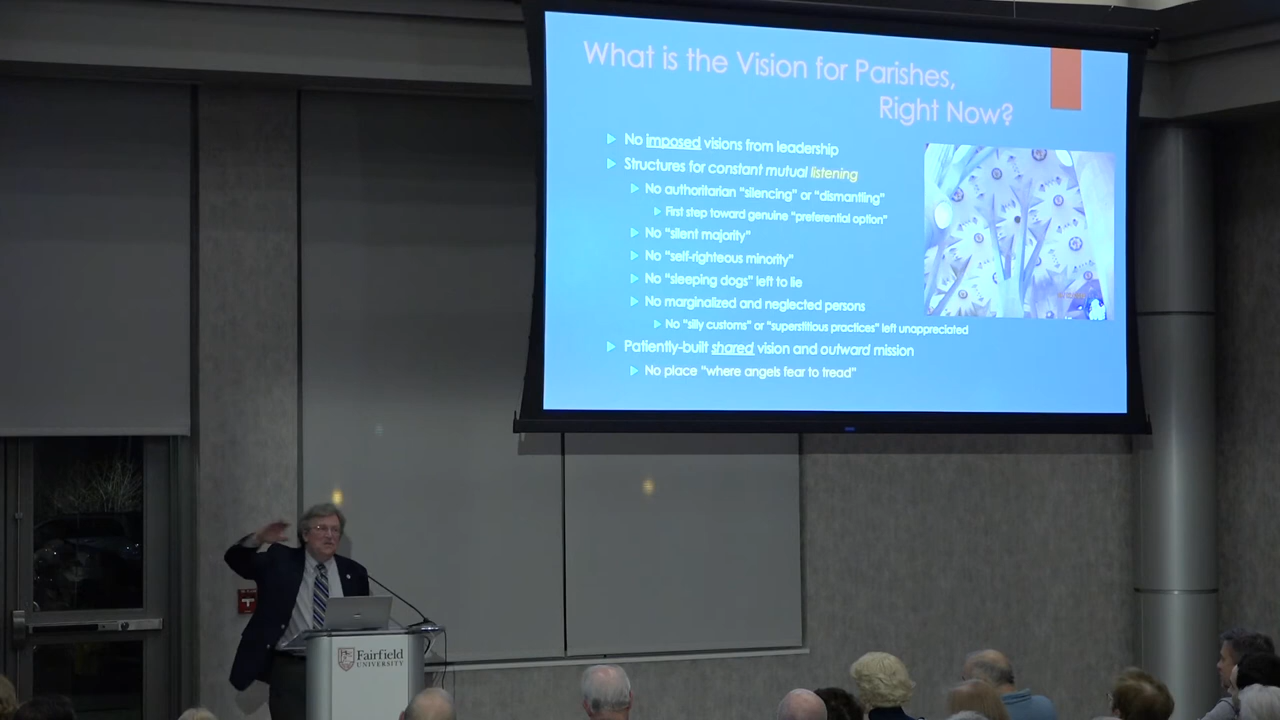 What is the Vision for Parishes,
Right Now?
No imposed visions from leadership
Structures for constant mutual listening
No authoritarian "silencing" or "dismantling"
First step toward genuine "preferential option"
No "silent majority"
No "self-righteous minority"
No "sleeping dogs" left to lie
No marginalized and neglected persons
No "silly customs" or "superstitious practices" left unappreciated
Patiently-built shared vision and outward mission
No place "where angels fear to tread"
Fairfield
UNIVERSITY